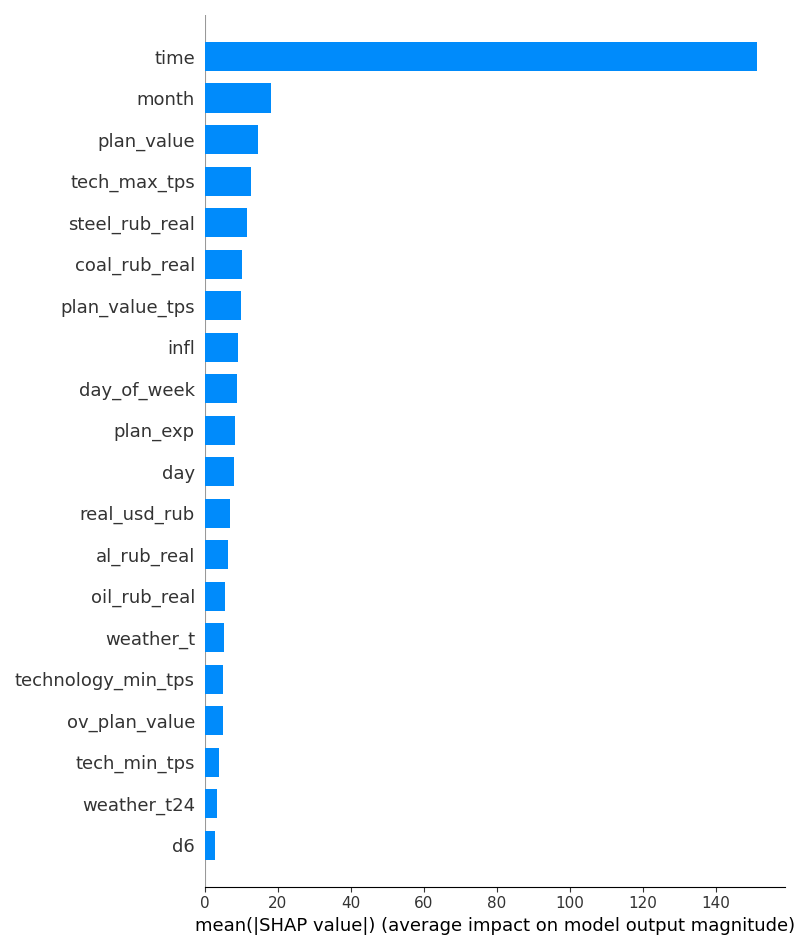 time
month
plan_value
tech_max_tps
steel_rub_real
coal_rub_real
plan_value_tps
infl
day_of_week
plan_exp
day
real_usd_rub
al_rub_real
oil_rub_real
weather_t
technology_min_tps
ov_plan_value
tech_min_tps
weather_t24
d6
0 20 40 60 80 100 120 140
mean(|SHAP value|) (average impact on model output magnitude)